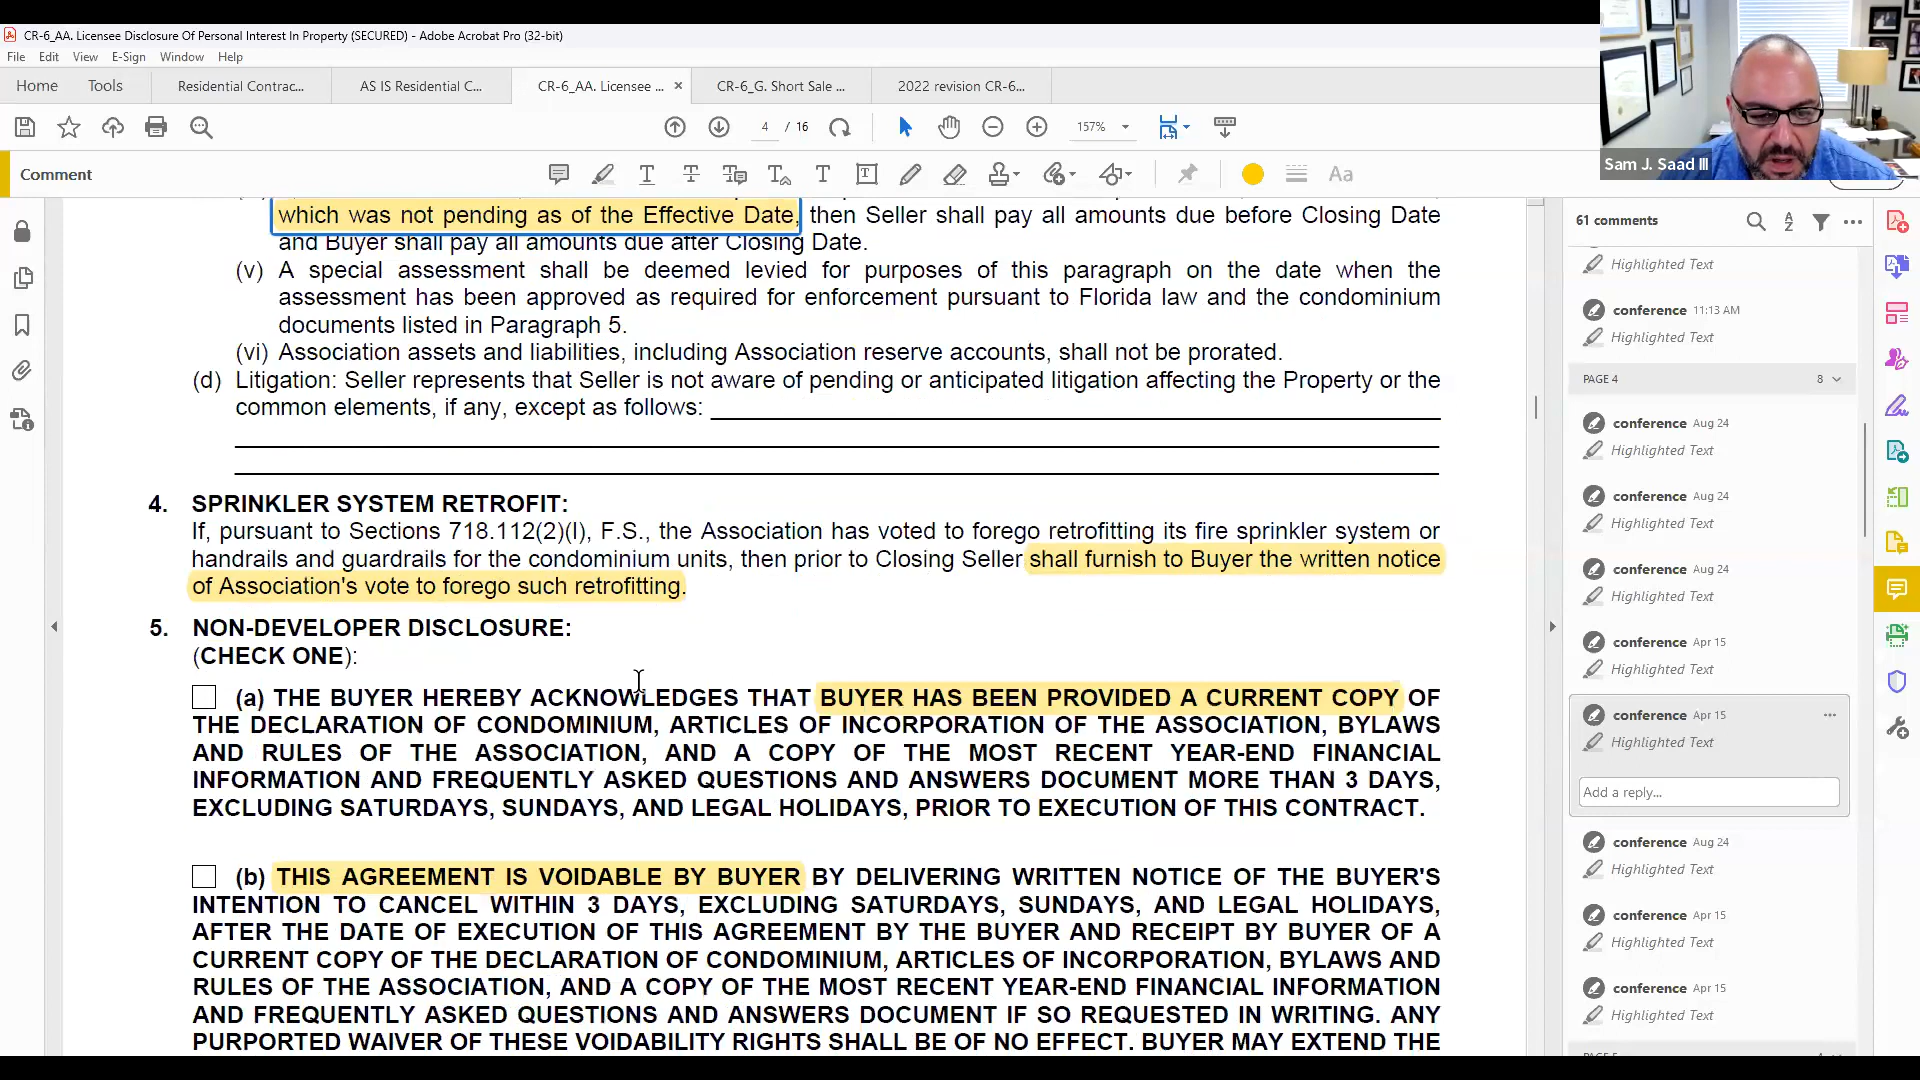 CR-6_AA. Licensee Disclosure Of Personal Interest In Property (SECURED) - Adobe Acrobat Pro (32-bit)
File Edit View E-Sign Window Help
Home Tools Residential Contrac... AS IS Residential C... CR-6_AA. Licensee ... × CR-6_G. Short Sale ... 2022 revision CR-6...
4 / 16 157%
Comment
Sam J. Saad III
which was not pending as of the Effective Date, then Seller shall pay all amounts due before Closing Date
and Buyer shall pay all amounts due after Closing Date.
(v) A special assessment shall be deemed levied for purposes of this paragraph on the date when the
assessment has been approved as required for enforcement pursuant to Florida law and the condominium
documents listed in Paragraph 5.
(vi) Association assets and liabilities, including Association reserve accounts, shall not be prorated.
(d) Litigation: Seller represents that Seller is not aware of pending or anticipated litigation affecting the Property or the
common elements, if any, except as follows:
4. SPRINKLER SYSTEM RETROFIT:
If, pursuant to Sections 718.112(2)(l), F.S., the Association has voted to forego retrofitting its fire sprinkler system or
handrails and guardrails for the condominium units, then prior to Closing Seller shall furnish to Buyer the written notice
of Association's vote to forego such retrofitting.
5. NON-DEVELOPER DISCLOSURE:
(CHECK ONE):
(a) THE BUYER HEREBY ACKNOWLEDGES THAT BUYER HAS BEEN PROVIDED A CURRENT COPY OF
THE DECLARATION OF CONDOMINIUM, ARTICLES OF INCORPORATION OF THE ASSOCIATION, BYLAWS
AND RULES OF THE ASSOCIATION, AND A COPY OF THE MOST RECENT YEAR-END FINANCIAL
INFORMATION AND FREQUENTLY ASKED QUESTIONS AND ANSWERS DOCUMENT MORE THAN 3 DAYS,
EXCLUDING SATURDAYS, SUNDAYS, AND LEGAL HOLIDAYS, PRIOR TO EXECUTION OF THIS CONTRACT.
(b) THIS AGREEMENT IS VOIDABLE BY BUYER BY DELIVERING WRITTEN NOTICE OF THE BUYER'S
INTENTION TO CANCEL WITHIN 3 DAYS, EXCLUDING SATURDAYS, SUNDAYS, AND LEGAL HOLIDAYS,
AFTER THE DATE OF EXECUTION OF THIS AGREEMENT BY THE BUYER AND RECEIPT BY BUYER OF A
CURRENT COPY OF THE DECLARATION OF CONDOMINIUM, ARTICLES OF INCORPORATION, BYLAWS AND
RULES OF THE ASSOCIATION, AND A COPY OF THE MOST RECENT YEAR-END FINANCIAL INFORMATION
AND FREQUENTLY ASKED QUESTIONS AND ANSWERS DOCUMENT IF SO REQUESTED IN WRITING. ANY
PURPORTED WAIVER OF THESE VOIDABILITY RIGHTS SHALL BE OF NO EFFECT. BUYER MAY EXTEND THE
61 comments
Highlighted Text
conference 11:13 AM
Highlighted Text
PAGE 4 8
conference Aug 24
Highlighted Text
conference Aug 24
Highlighted Text
conference Aug 24
Highlighted Text
conference Apr 15
Highlighted Text
conference Apr 15
Highlighted Text
Add a reply...
conference Aug 24
Highlighted Text
conference Apr 15
Highlighted Text
conference Apr 15
Highlighted Text